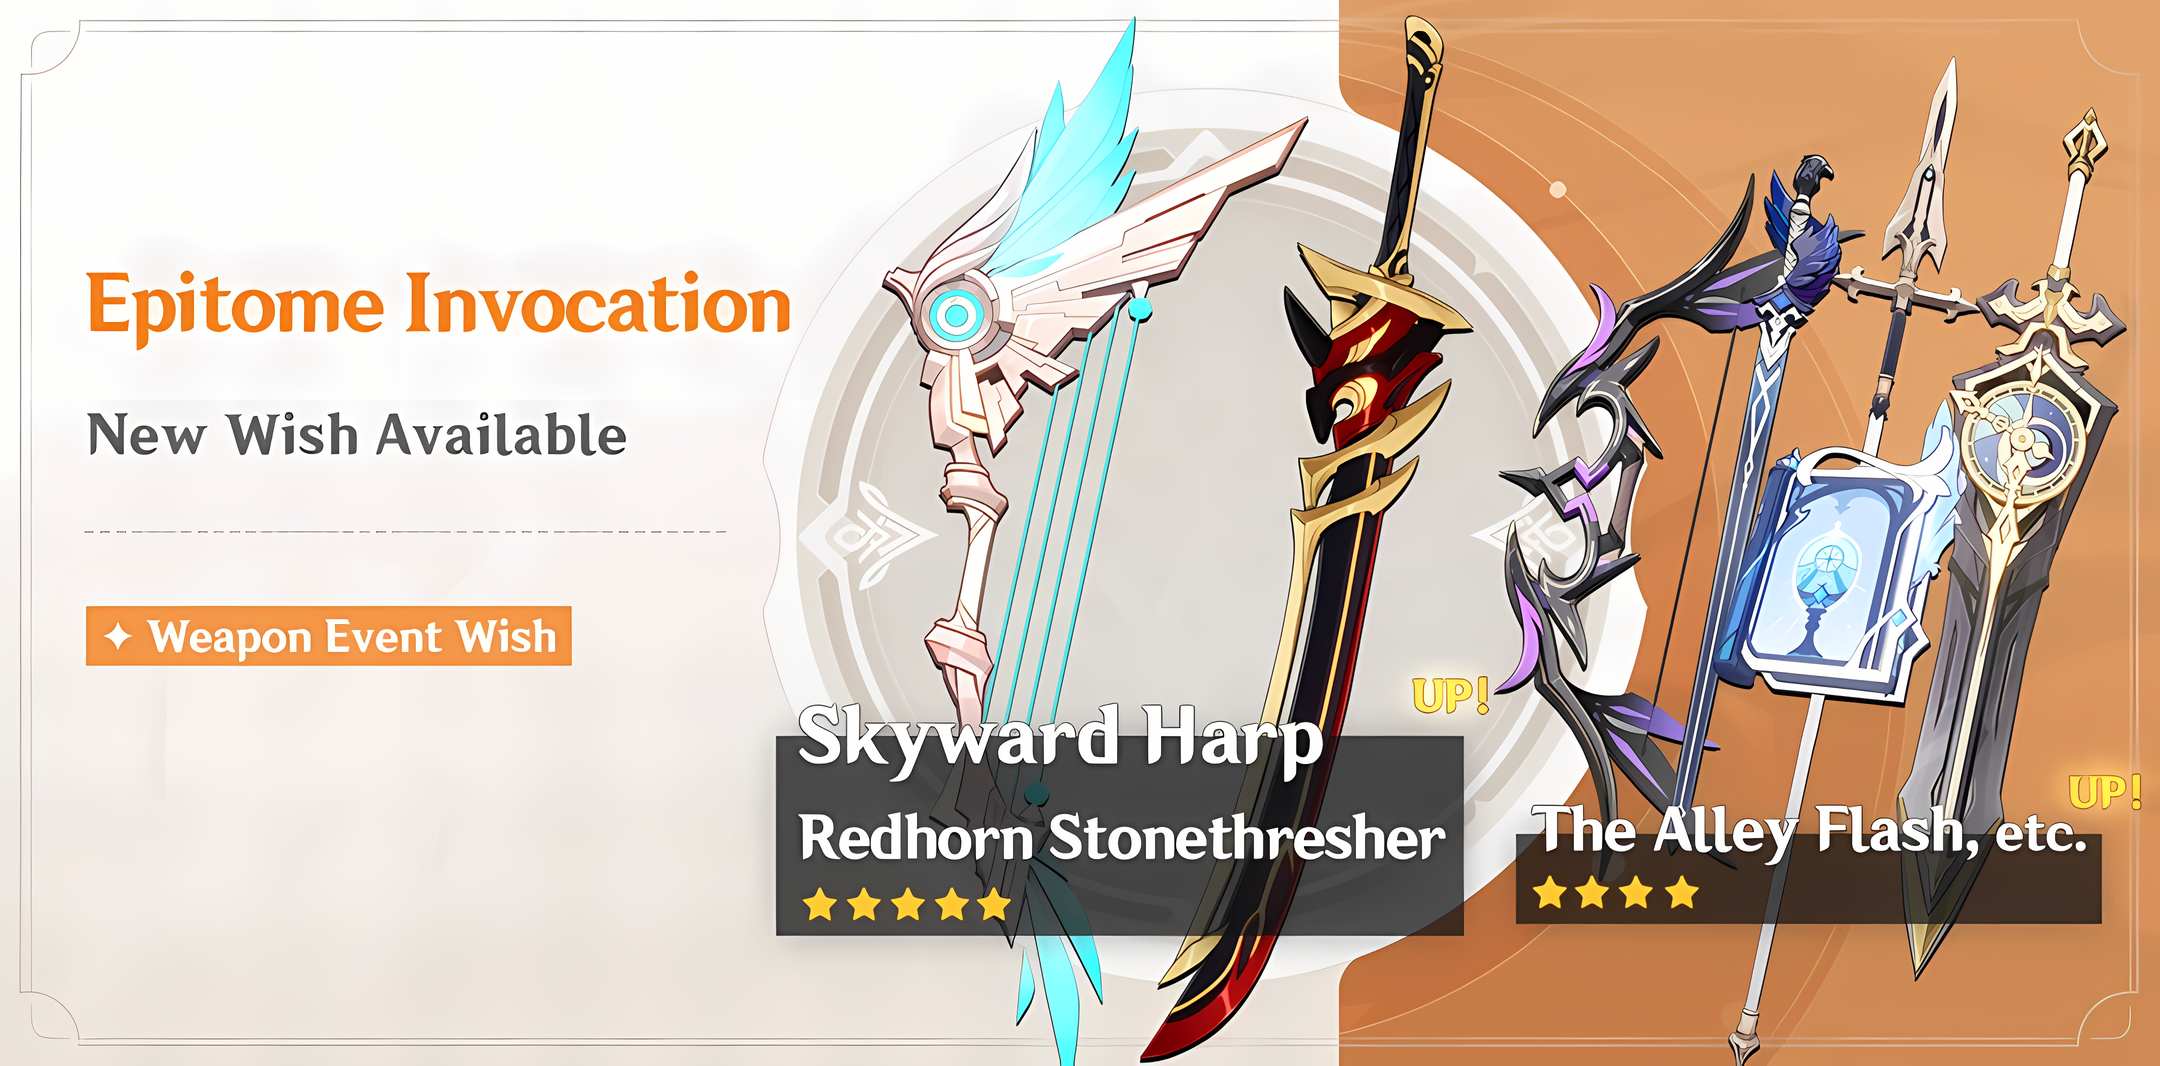 Epitome Invocation
New Wish Available
Weapon Event Wish
UP!
Skyward Harp
Redhorn Stonethresher
UP!
The Alley Flash, etc.